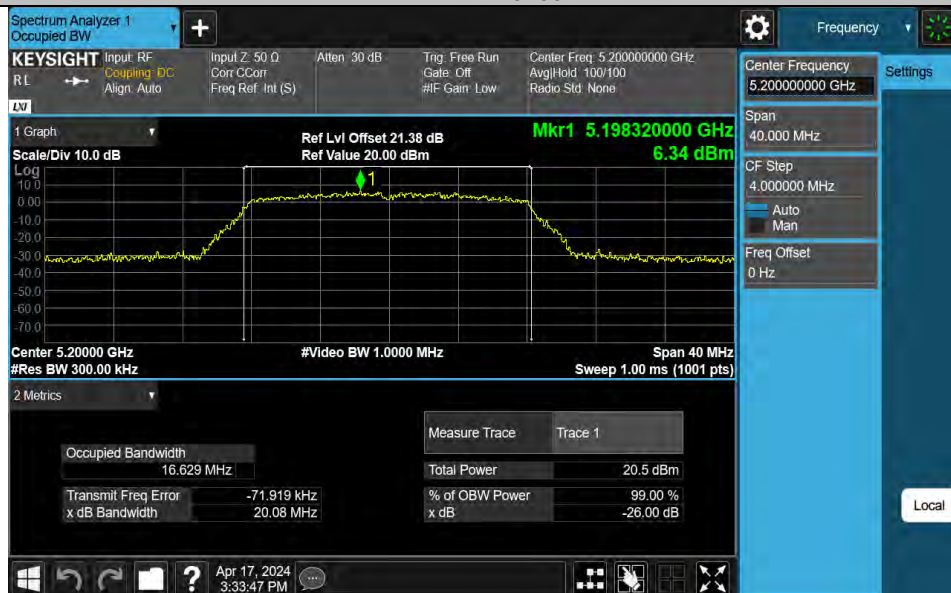 Spectrum Analyzer 1
Occupied BW
+
Frequency
KEYSIGHT
RL
LXI
Input: RF
Coupling: DC
Align: Auto
Input Z: 50 Ω
Corr CCorr
Freq Ref: Int (S)
Atten: 30 dB
Trig: Free Run
Gate: Off
#IF Gain: Low
Center Freq: 5.200000000 GHz
Avg|Hold: 100/100
Radio Std: None
1 Graph
Scale/Div 10.0 dB
Ref Lvl Offset 21.38 dB
Ref Value 20.00 dBm
Mkr1 5.198320000 GHz
6.34 dBm
Log
10.0
0.00
-10.0
-20.0
-30.0
-40.0
-50.0
-60.0
-70.0
1
Center 5.20000 GHz
#Res BW 300.00 kHz
#Video BW 1.0000 MHz
Span 40 MHz
Sweep 1.00 ms (1001 pts)
2 Metrics
Measure Trace Trace 1
Occupied Bandwidth
16.629 MHz
Total Power 20.5 dBm
Transmit Freq Error -71.919 kHz
% of OBW Power 99.00 %
x dB Bandwidth 20.08 MHz
x dB -26.00 dB
Center Frequency
5.200000000 GHz
Settings
Span
40.000 MHz
CF Step
4.000000 MHz
Auto
Man
Freq Offset
0 Hz
Local
?
Apr 17, 2024
3:33:47 PM